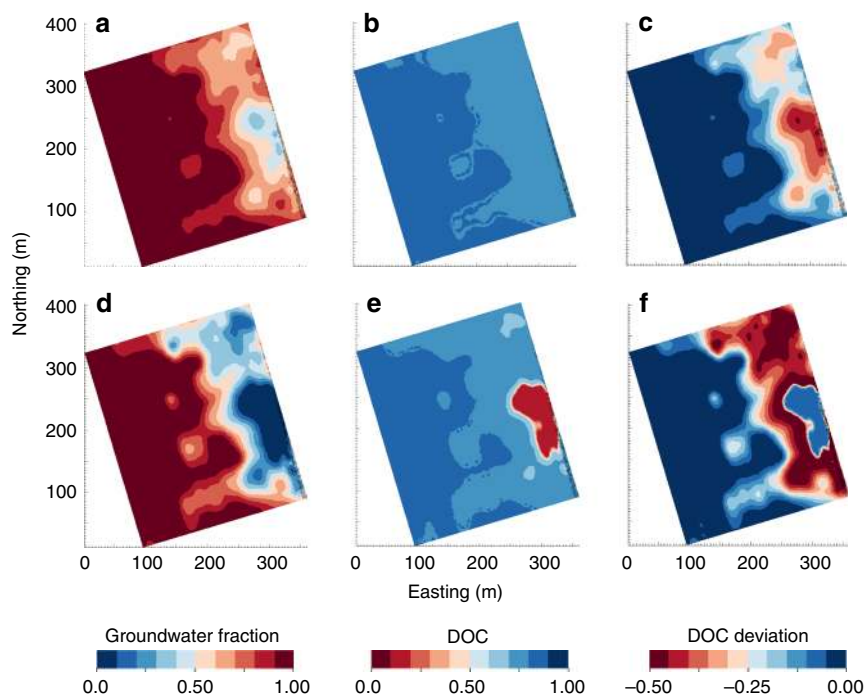 a b c
400
300
200
100
Northing (m)
d e f
400
300
200
100
0 100 200 300 0 100 200 300 0 100 200 300
Easting (m)
Groundwater fraction DOC DOC deviation
0.0 0.50 1.00 0.0 0.50 1.00 −0.50 −0.25 0.00